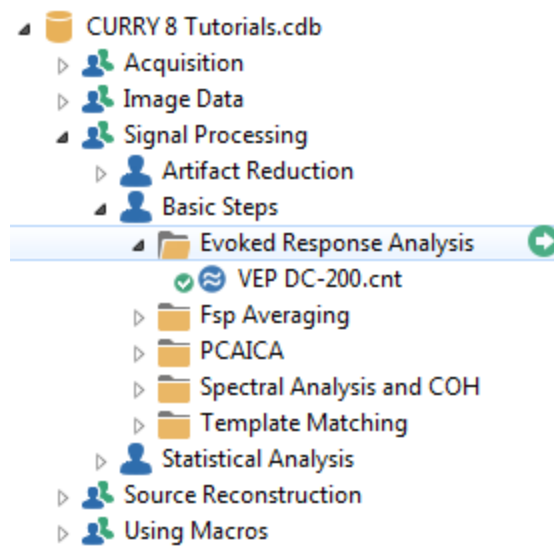 CURRY 8 Tutorials.cdb
Acquisition
Image Data
Signal Processing
Artifact Reduction
Basic Steps
Evoked Response Analysis
VEP DC-200.cnt
Fsp Averaging
PCAICA
Spectral Analysis and COH
Template Matching
Statistical Analysis
Source Reconstruction
Using Macros